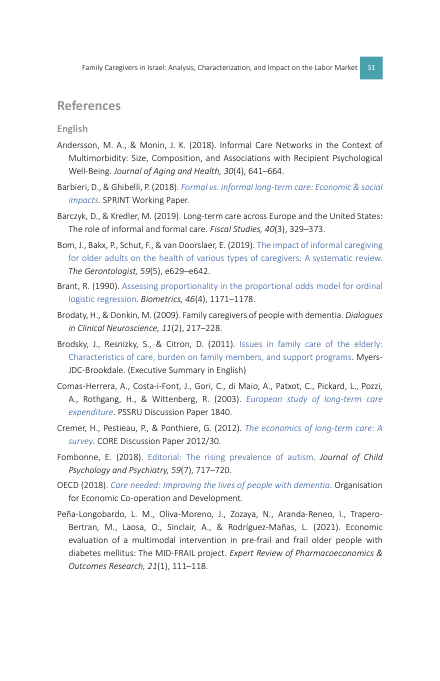 Family Caregivers in Israel: Analysis, Characterization, and Impact on the Labor Market 31
References
English
Andersson, M. A., & Monin, J. K. (2018). Informal Care Networks in the Context of
Multimorbidity: Size, Composition, and Associations with Recipient Psychological
Well-Being. Journal of Aging and Health, 30(4), 641–664.
Barbieri, D., & Ghibelli, P. (2018). Formal vs. informal long-term care: Economic & social
impacts. SPRINT Working Paper.
Barczyk, D., & Kredler, M. (2019). Long-term care across Europe and the United States:
The role of informal and formal care. Fiscal Studies, 40(3), 329–373.
Bom, J., Bakx, P., Schut, F., & van Doorslaer, E. (2019). The impact of informal caregiving
for older adults on the health of various types of caregivers: A systematic review.
The Gerontologist, 59(5), e629–e642.
Brant, R. (1990). Assessing proportionality in the proportional odds model for ordinal
logistic regression. Biometrics, 46(4), 1171–1178.
Brodaty, H., & Donkin, M. (2009). Family caregivers of people with dementia. Dialogues
in Clinical Neuroscience, 11(2), 217–228.
Brodsky, J., Resnizky, S., & Citron, D. (2011). Issues in family care of the elderly:
Characteristics of care, burden on family members, and support programs. Myers-
JDC-Brookdale. (Executive Summary in English)
Comas-Herrera, A., Costa-i-Font, J., Gori, C., di Maio, A., Patxot, C., Pickard, L., Pozzi,
A., Rothgang, H., & Wittenberg, R. (2003). European study of long-term care
expenditure. PSSRU Discussion Paper 1840.
Cremer, H., Pestieau, P., & Ponthiere, G. (2012). The economics of long-term care: A
survey. CORE Discussion Paper 2012/30.
Fombonne, E. (2018). Editorial: The rising prevalence of autism. Journal of Child
Psychology and Psychiatry, 59(7), 717–720.
OECD (2018). Care needed: Improving the lives of people with dementia. Organisation
for Economic Co-operation and Development.
Peña-Longobardo, L. M., Oliva-Moreno, J., Zozaya, N., Aranda-Reneo, I., Trapero-
Bertran, M., Laosa, O., Sinclair, A., & Rodríguez-Mañas, L. (2021). Economic
evaluation of a multimodal intervention in pre-frail and frail older people with
diabetes mellitus: The MID-FRAIL project. Expert Review of Pharmacoeconomics &
Outcomes Research, 21(1), 111–118.